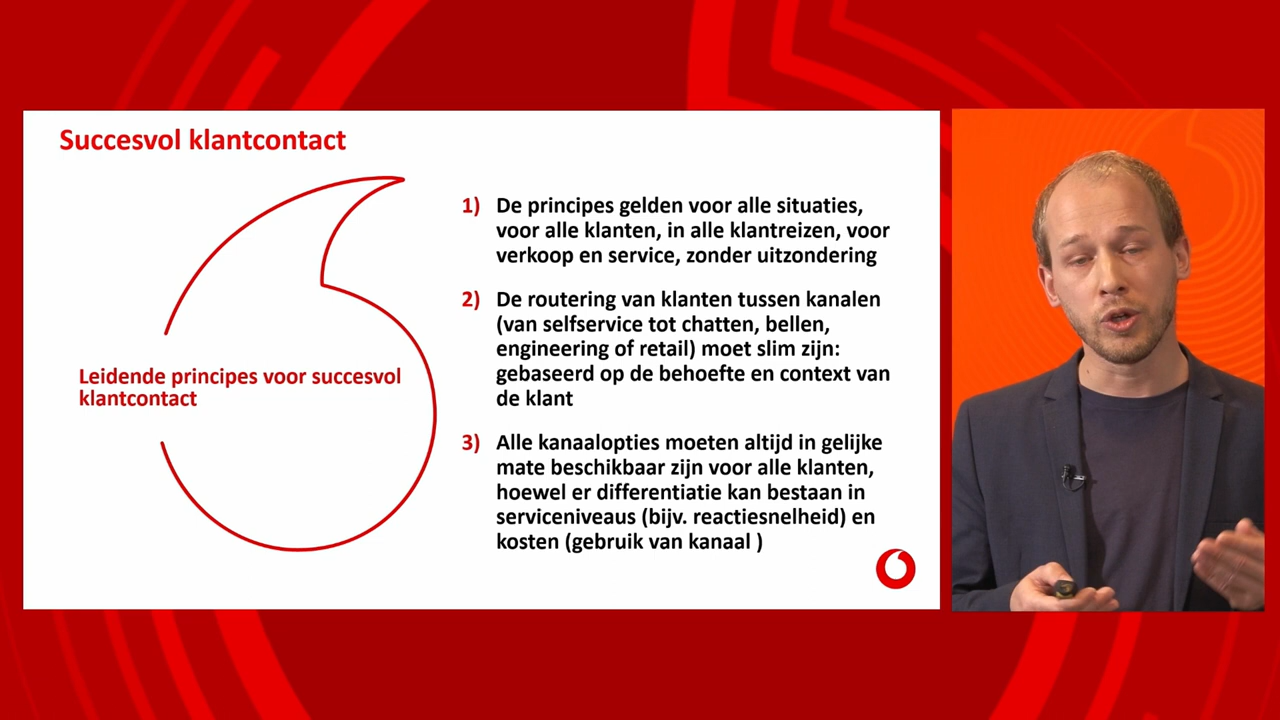 Succesvol klantcontact
Leidende principes voor succesvol
klantcontact
1) De principes gelden voor alle situaties,
voor alle klanten, in alle klantreizen, voor
verkoop en service, zonder uitzondering
2) De routering van klanten tussen kanalen
(van selfservice tot chatten, bellen,
engineering of retail) moet slim zijn:
gebaseerd op de behoefte en context van
de klant
3) Alle kanaalopties moeten altijd in gelijke
mate beschikbaar zijn voor alle klanten,
hoewel er differentiatie kan bestaan in
serviceniveaus (bijv. reactiesnelheid) en
kosten (gebruik van kanaal )